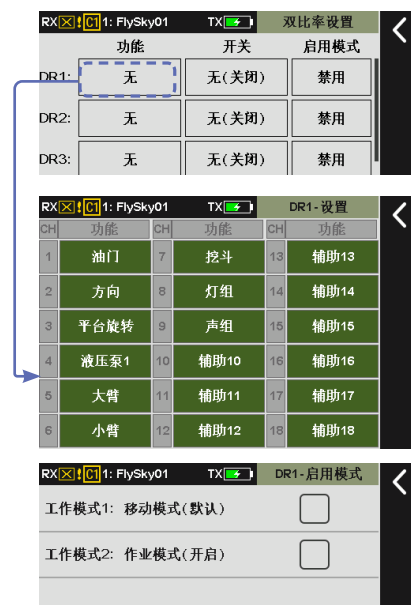 RX C1 1: FlySky01 TX 双比率设置
功能 开关 启用模式
DR1: 无 无(关闭) 禁用
DR2: 无 无(关闭) 禁用
DR3: 无 无(关闭) 禁用
RX C1 1: FlySky01 TX DR1-设置
CH 功能 CH 功能 CH 功能
1 油门 7 挖斗 13 辅助13
2 方向 8 灯组 14 辅助14
3 平台旋转 9 声组 15 辅助15
4 液压泵1 10 辅助10 16 辅助16
5 大臂 11 辅助11 17 辅助17
6 小臂 12 辅助12 18 辅助18
RX C1 1: FlySky01 TX DR1-启用模式
工作模式1: 移动模式(默认)
工作模式2: 作业模式(开启)